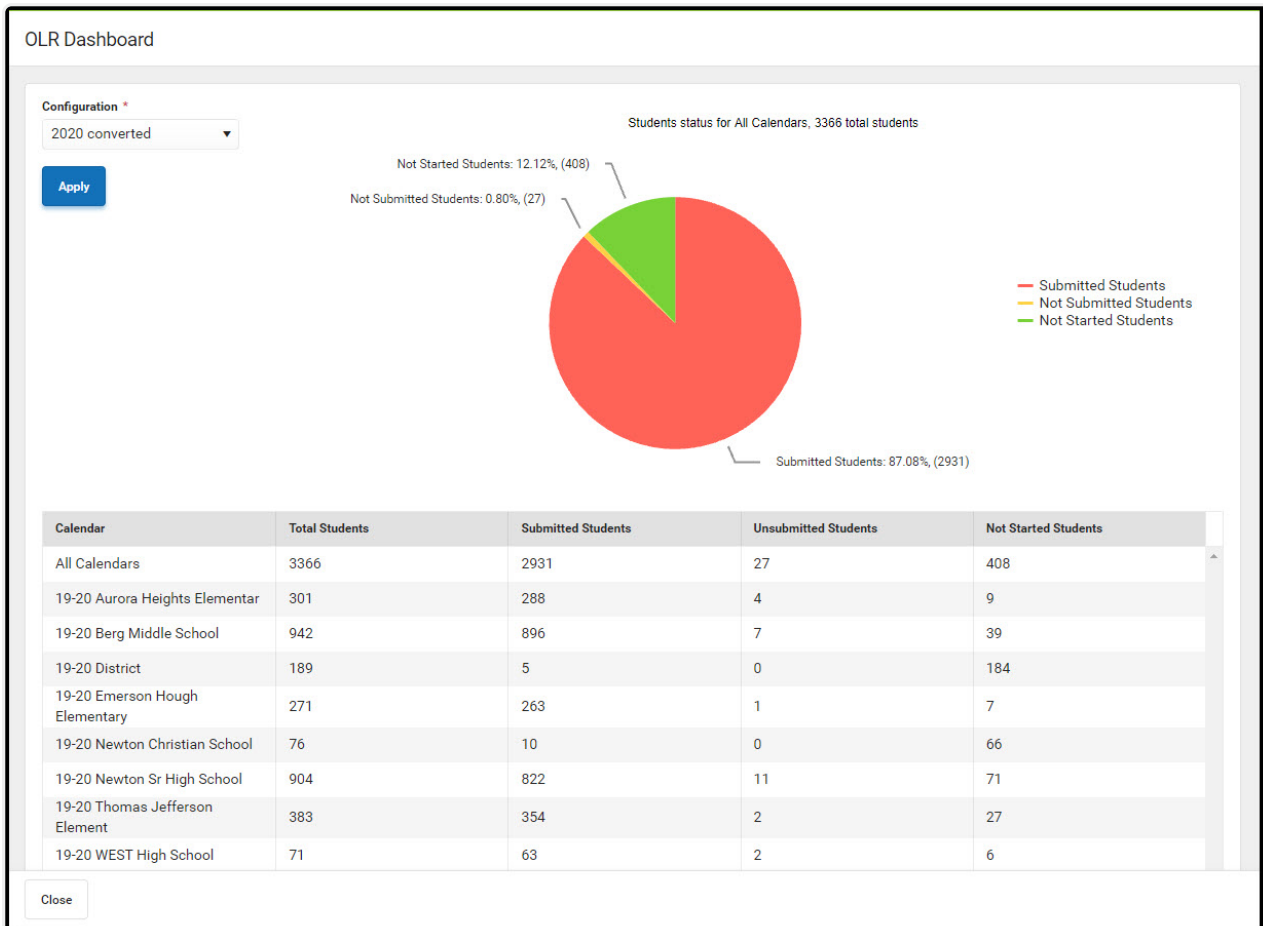 OLR Dashboard
Configuration *
2020 converted
Apply
Students status for All Calendars, 3366 total students
Not Started Students: 12.12%, (408)
Not Submitted Students: 0.80%, (27)
Submitted Students
Not Submitted Students
Not Started Students
Submitted Students: 87.08%, (2931)
Calendar Total Students Submitted Students Unsubmitted Students Not Started Students
All Calendars 3366 2931 27 408
19-20 Aurora Heights Elementar 301 288 4 9
19-20 Berg Middle School 942 896 7 39
19-20 District 189 5 0 184
19-20 Emerson Hough
Elementary 271 263 1 7
19-20 Newton Christian School 76 10 0 66
19-20 Newton Sr High School 904 822 11 71
19-20 Thomas Jefferson
Element 383 354 2 27
19-20 WEST High School 71 63 2 6
Close